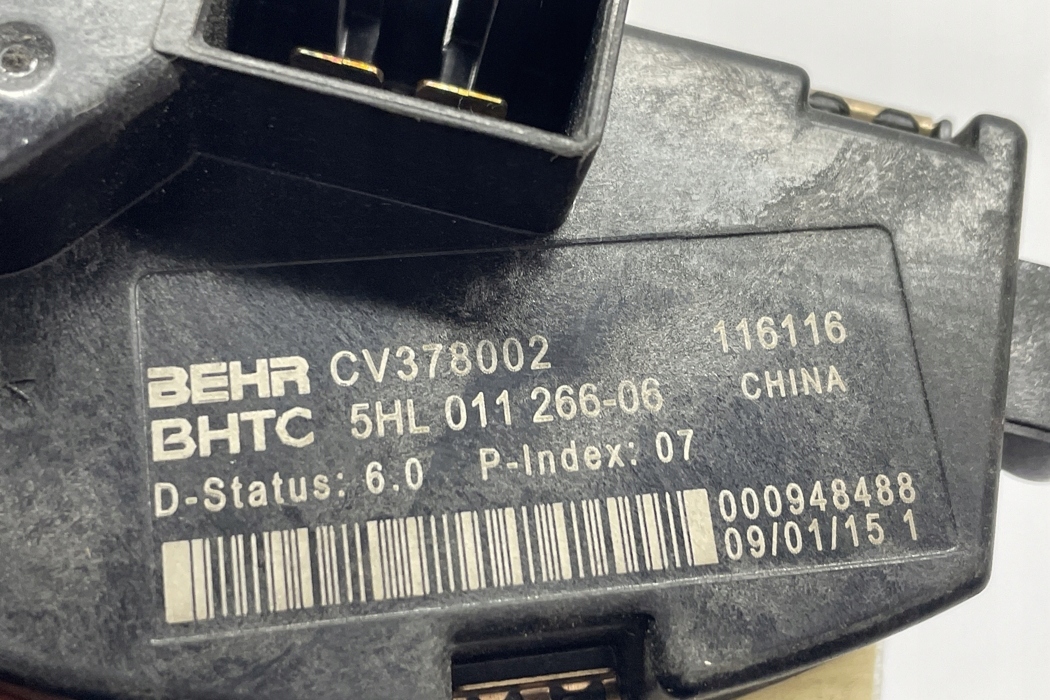 BEHR CV378002 116116
BHTC 5HL 011 266-06 CHINA
D-Status: 6.0 P-Index: 07
000948488
09/01/15 1